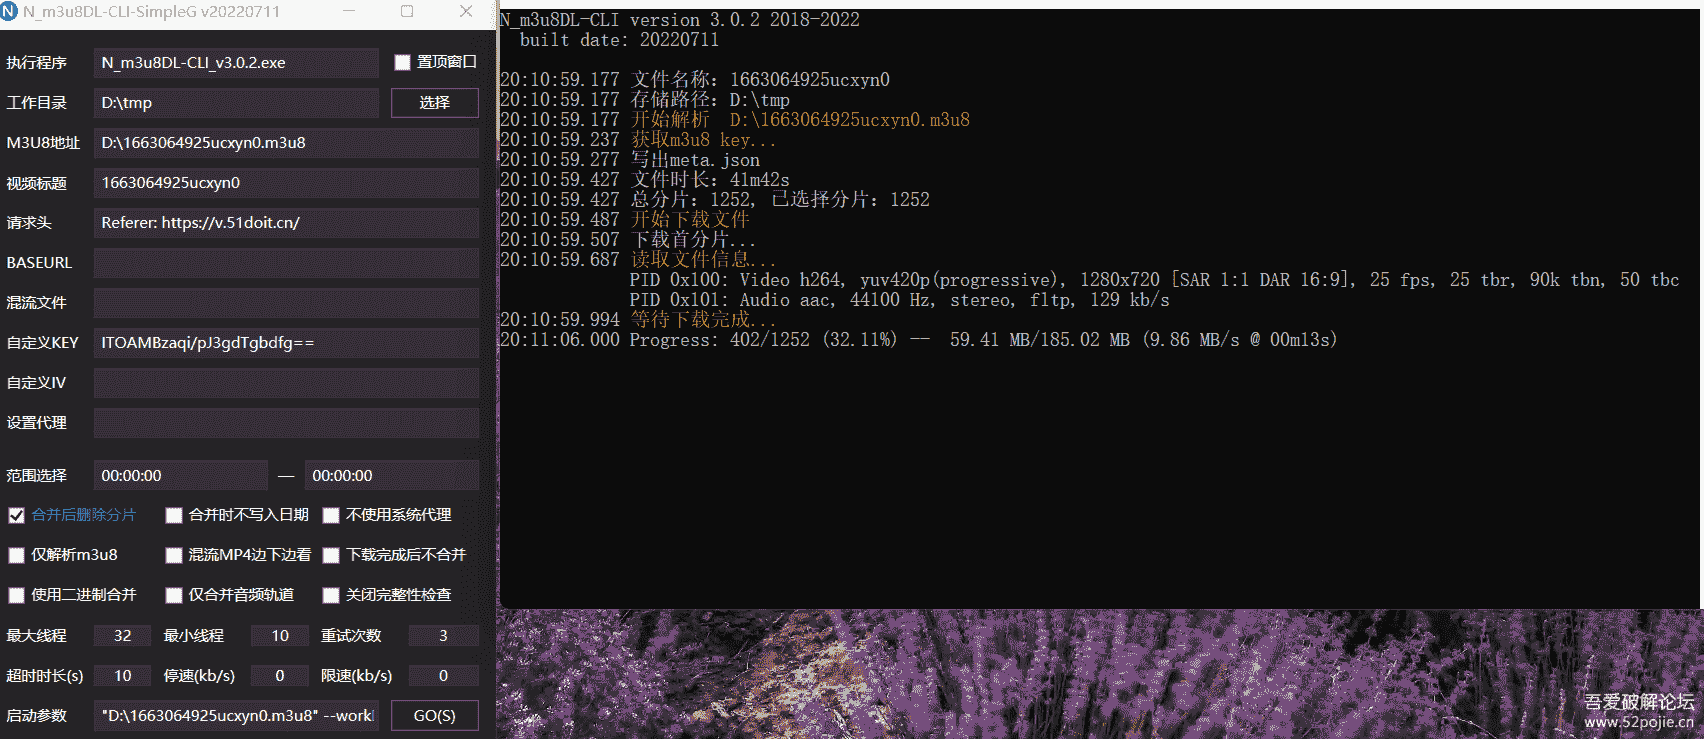 N_m3u8DL-CLI-SimpleG v20220711
执行程序 N_m3u8DL-CLI_v3.0.2.exe 置顶窗口
工作目录 D:\tmp 选择
M3U8地址 D:\1663064925ucxyn0.m3u8
视频标题 1663064925ucxyn0
请求头 Referer: https://v.51doit.cn/
BASEURL
混流文件
自定义KEY ITOAMBzaqi/pJ3gdTgbdfg==
自定义IV
设置代理
范围选择 00:00:00 — 00:00:00
合并后删除分片 合并时不写入日期 不使用系统代理
仅解析m3u8 混流MP4边下边看 下载完成后不合并
使用二进制合并 仅合并音频轨道 关闭完整性检查
最大线程 32 最小线程 10 重试次数 3
超时时长(s) 10 停速(kb/s) 0 限速(kb/s) 0
启动参数 "D:\1663064925ucxyn0.m3u8" --work GO(S)
N_m3u8DL-CLI version 3.0.2 2018-2022
built date: 20220711
20:10:59.177 文件名称: 1663064925ucxyn0
20:10:59.177 存储路径: D:\tmp
20:10:59.177 开始解析 D:\1663064925ucxyn0.m3u8
20:10:59.237 获取m3u8 key...
20:10:59.277 写出meta.json
20:10:59.427 文件时长: 41m42s
20:10:59.427 总分片: 1252, 已选择分片: 1252
20:10:59.487 开始下载文件
20:10:59.507 下载首分片...
20:10:59.687 读取文件信息...
PID 0x100: Video h264, yuv420p(progressive), 1280x720 [SAR 1:1 DAR 16:9], 25 fps, 25 tbr, 90k tbn, 50 tbc
PID 0x101: Audio aac, 44100 Hz, stereo, fltp, 129 kb/s
20:10:59.994 等待下载完成...
20:11:06.000 Progress: 402/1252 (32.11%) -- 59.41 MB/185.02 MB (9.86 MB/s @ 00m13s)
吾爱破解论坛
www.52pojie.cn